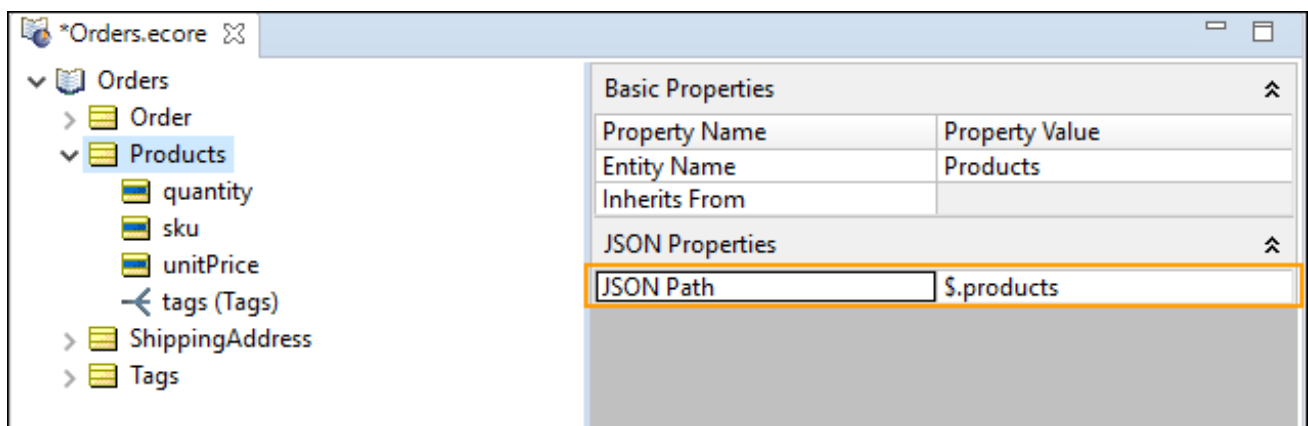 *Orders.ecore
Orders
Order
Products
quantity
sku
unitPrice
tags (Tags)
ShippingAddress
Tags
Basic Properties
Property Name Property Value
Entity Name Products
Inherits From
JSON Properties
JSON Path $.products